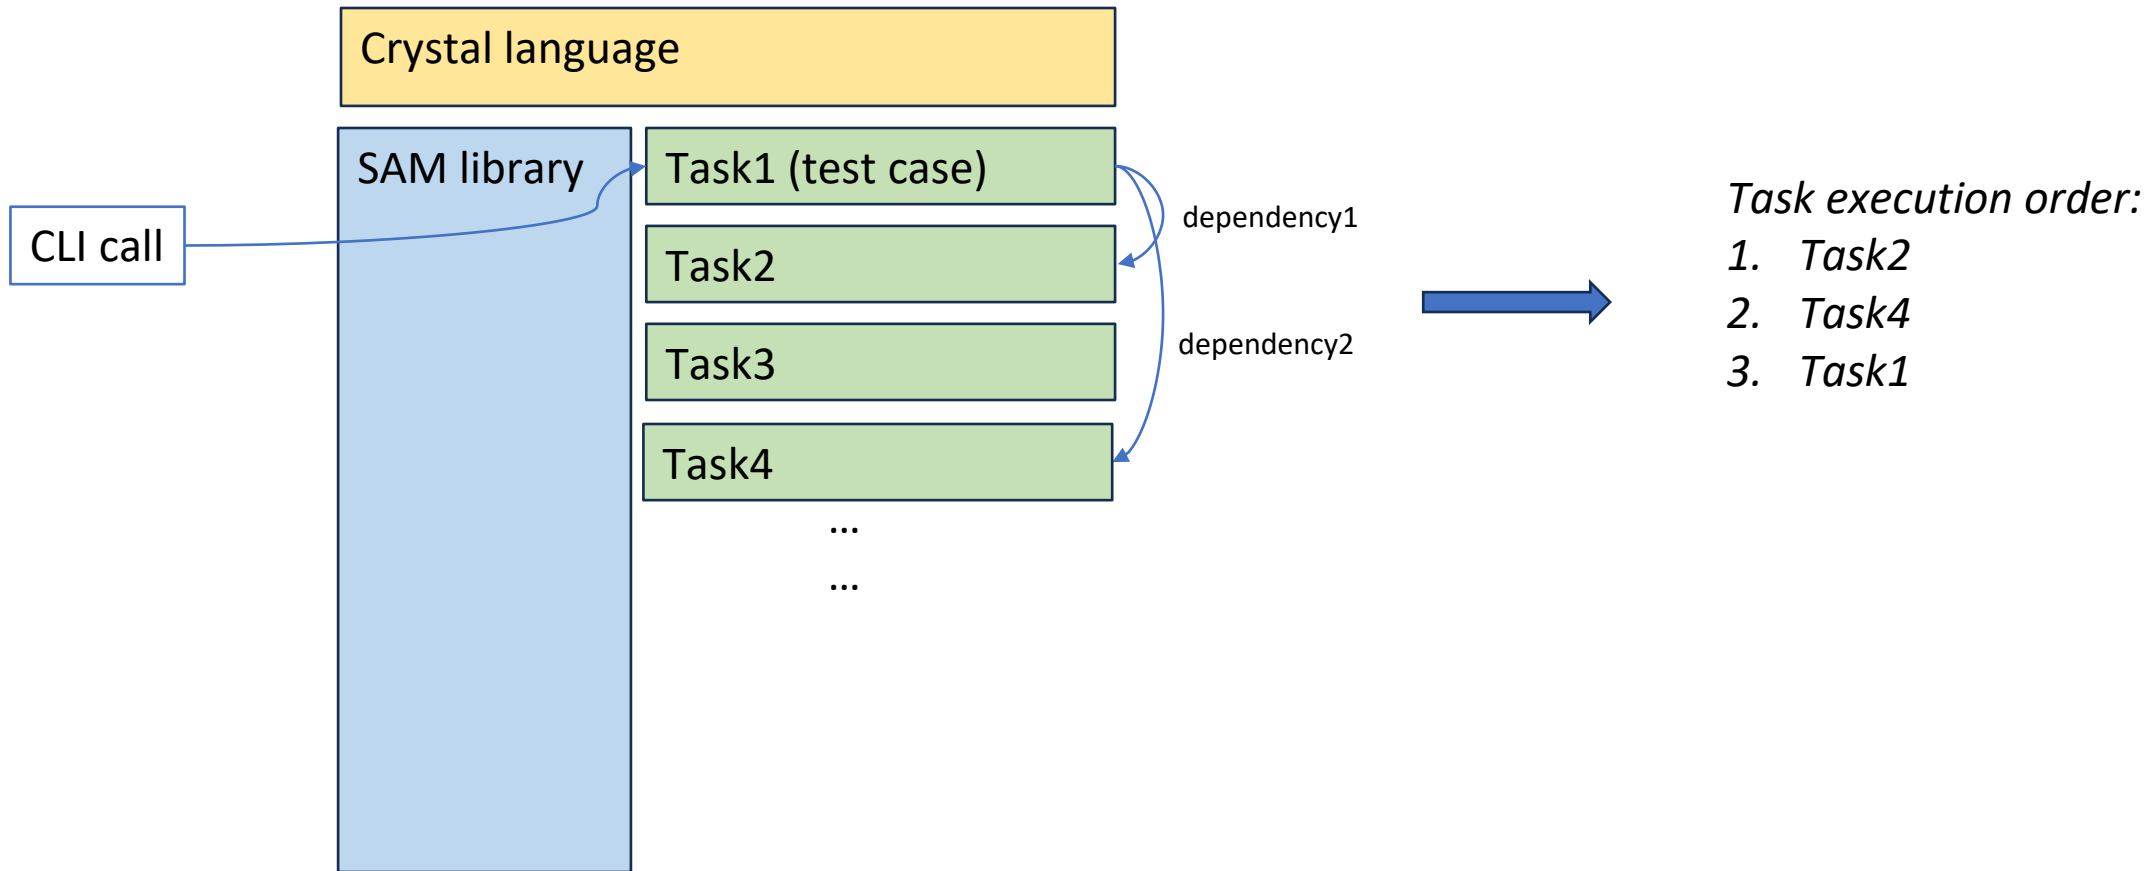 Crystal language
SAM library
Task1 (test case)
CLI call
dependency1
Task2
Task3
dependency2
Task4
...
...
Task execution order:
1. Task2
2. Task4
3. Task1